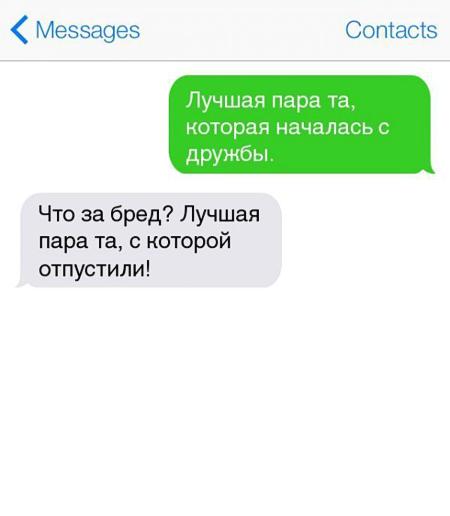 Messages
Contacts
Лучшая пара та,
которая началась с
дружбы.
Что за бред? Лучшая
пара та, с которой
отпустили!